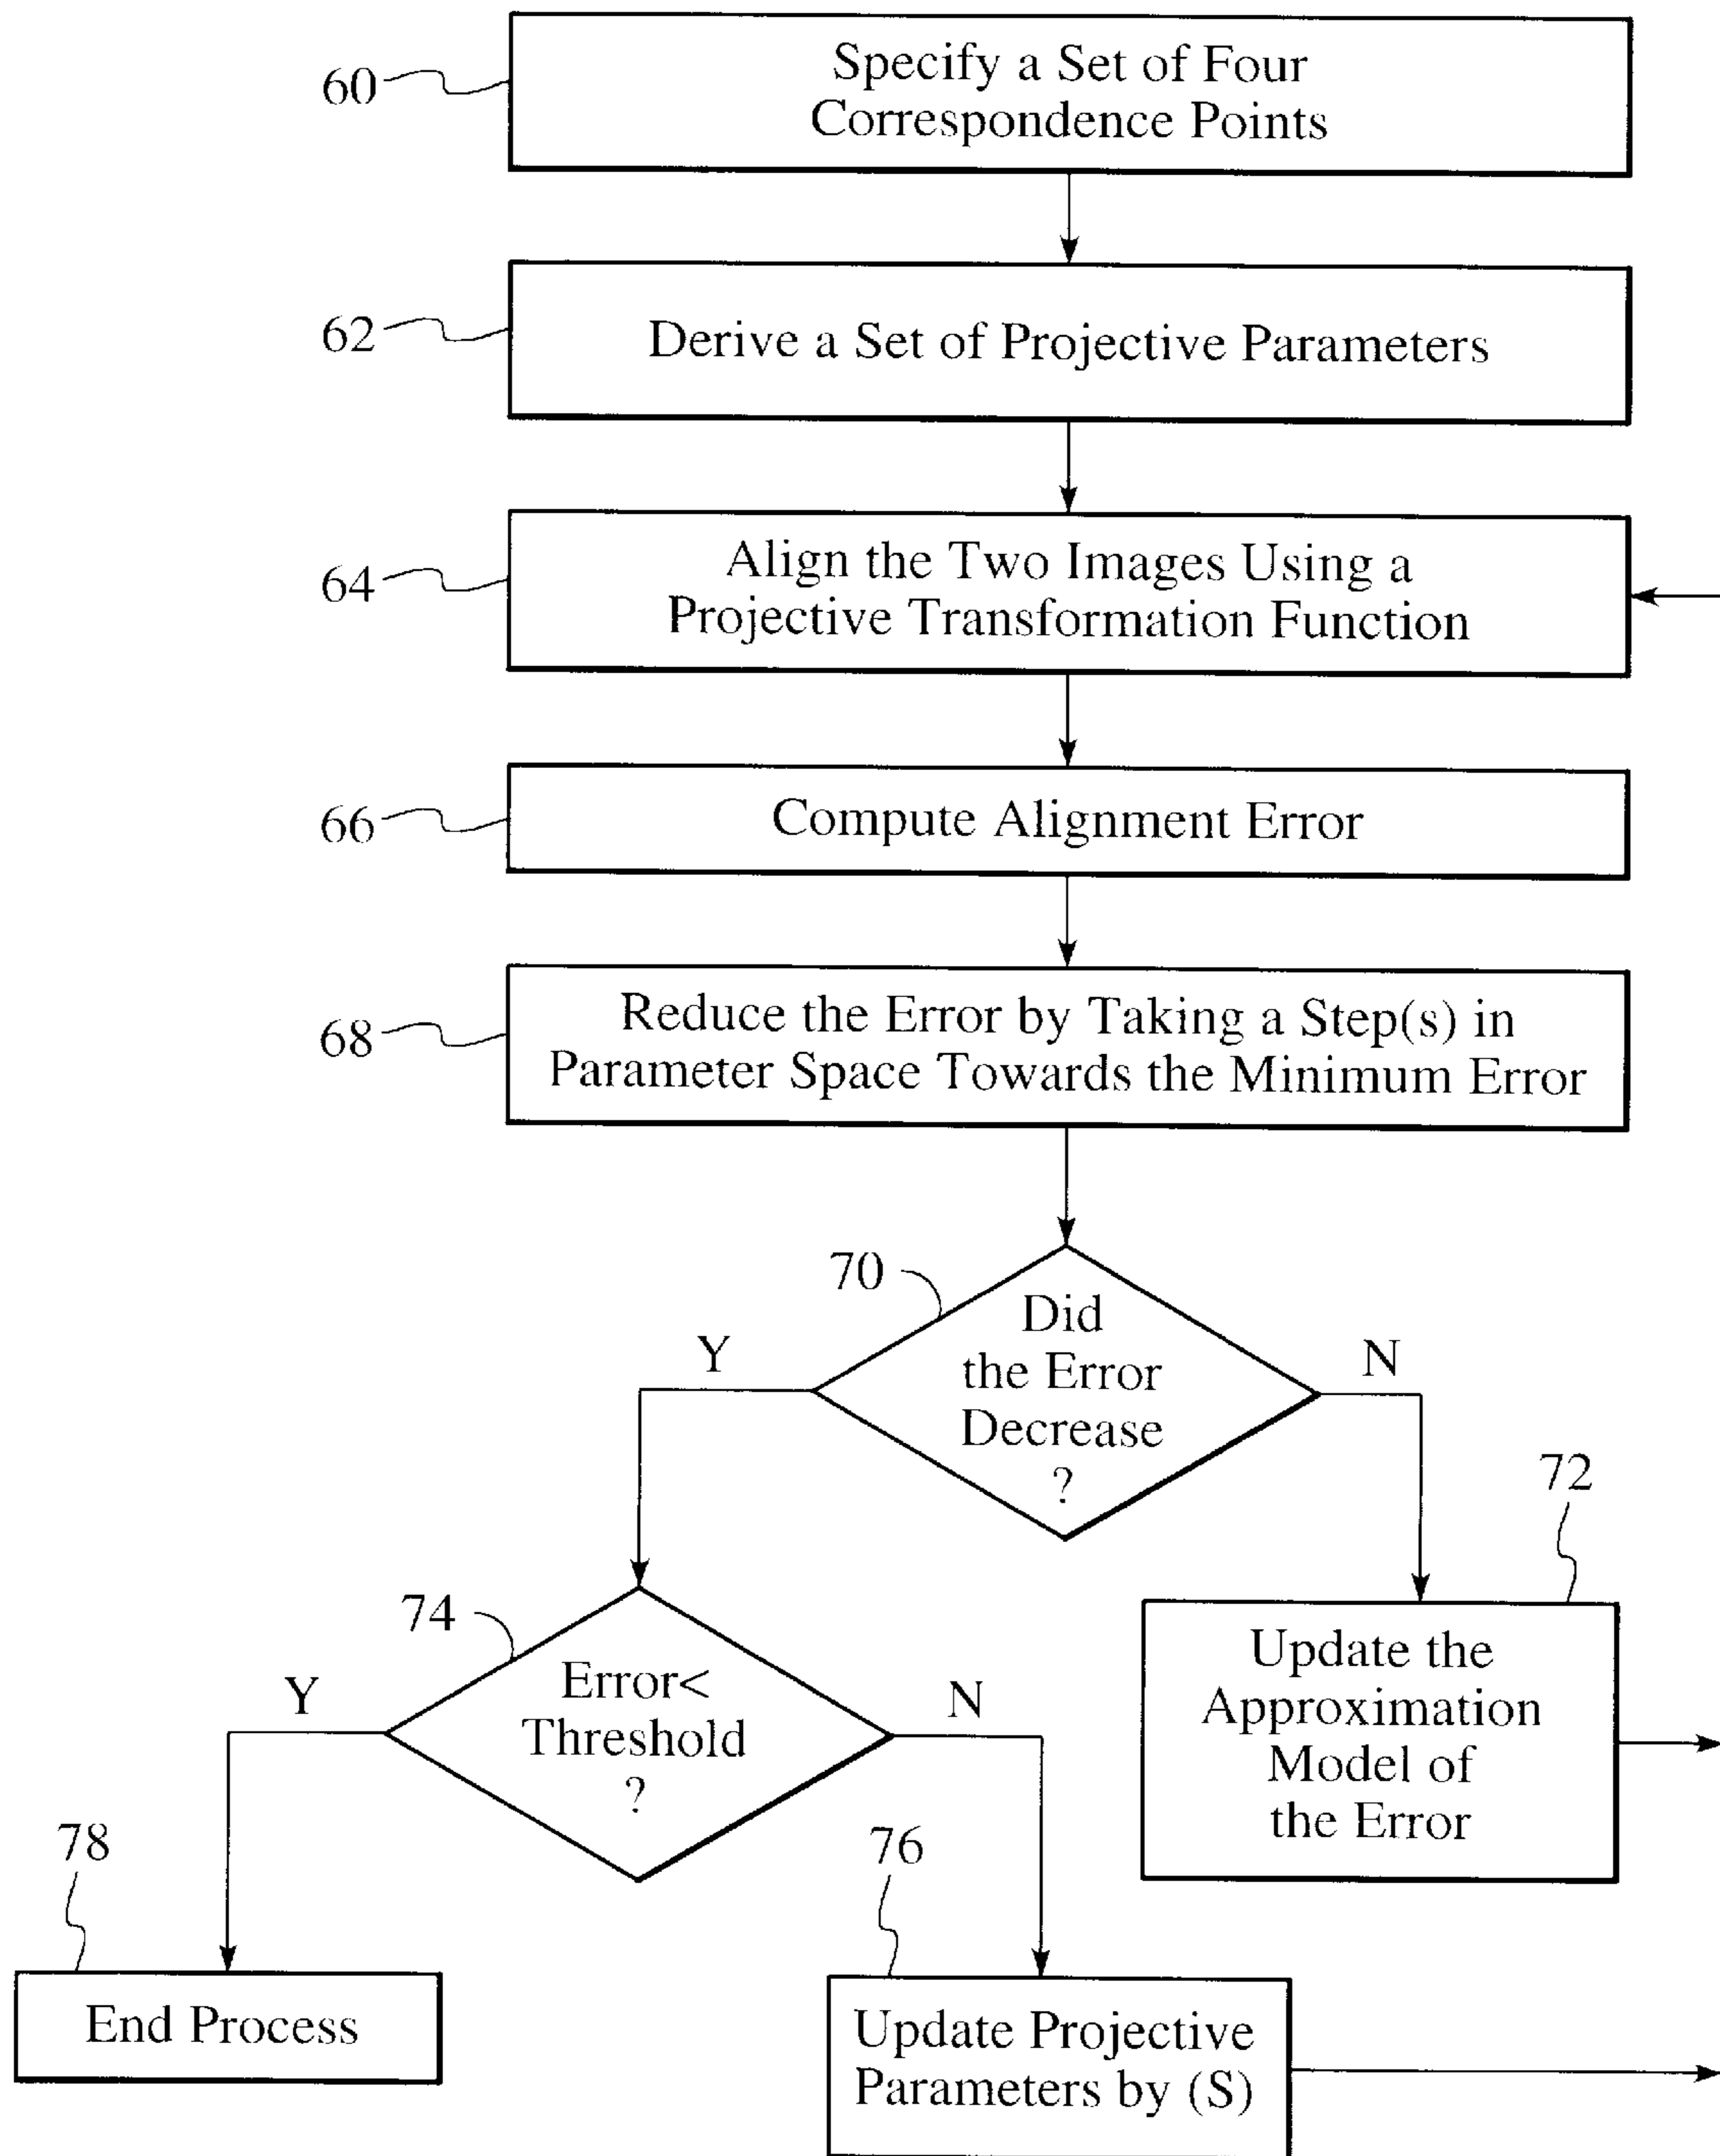 60
Specify a Set of Four
Correspondence Points
62
Derive a Set of Projective Parameters
64
Align the Two Images Using a
Projective Transformation Function
66
Compute Alignment Error
68
Reduce the Error by Taking a Step(s) in
Parameter Space Towards the Minimum Error
70
Did
the Error
Decrease
?
Y
N
72
Update the
Approximation
Model of
the Error
74
Error<
Threshold
?
Y
N
78
End Process
76
Update Projective
Parameters by (S)